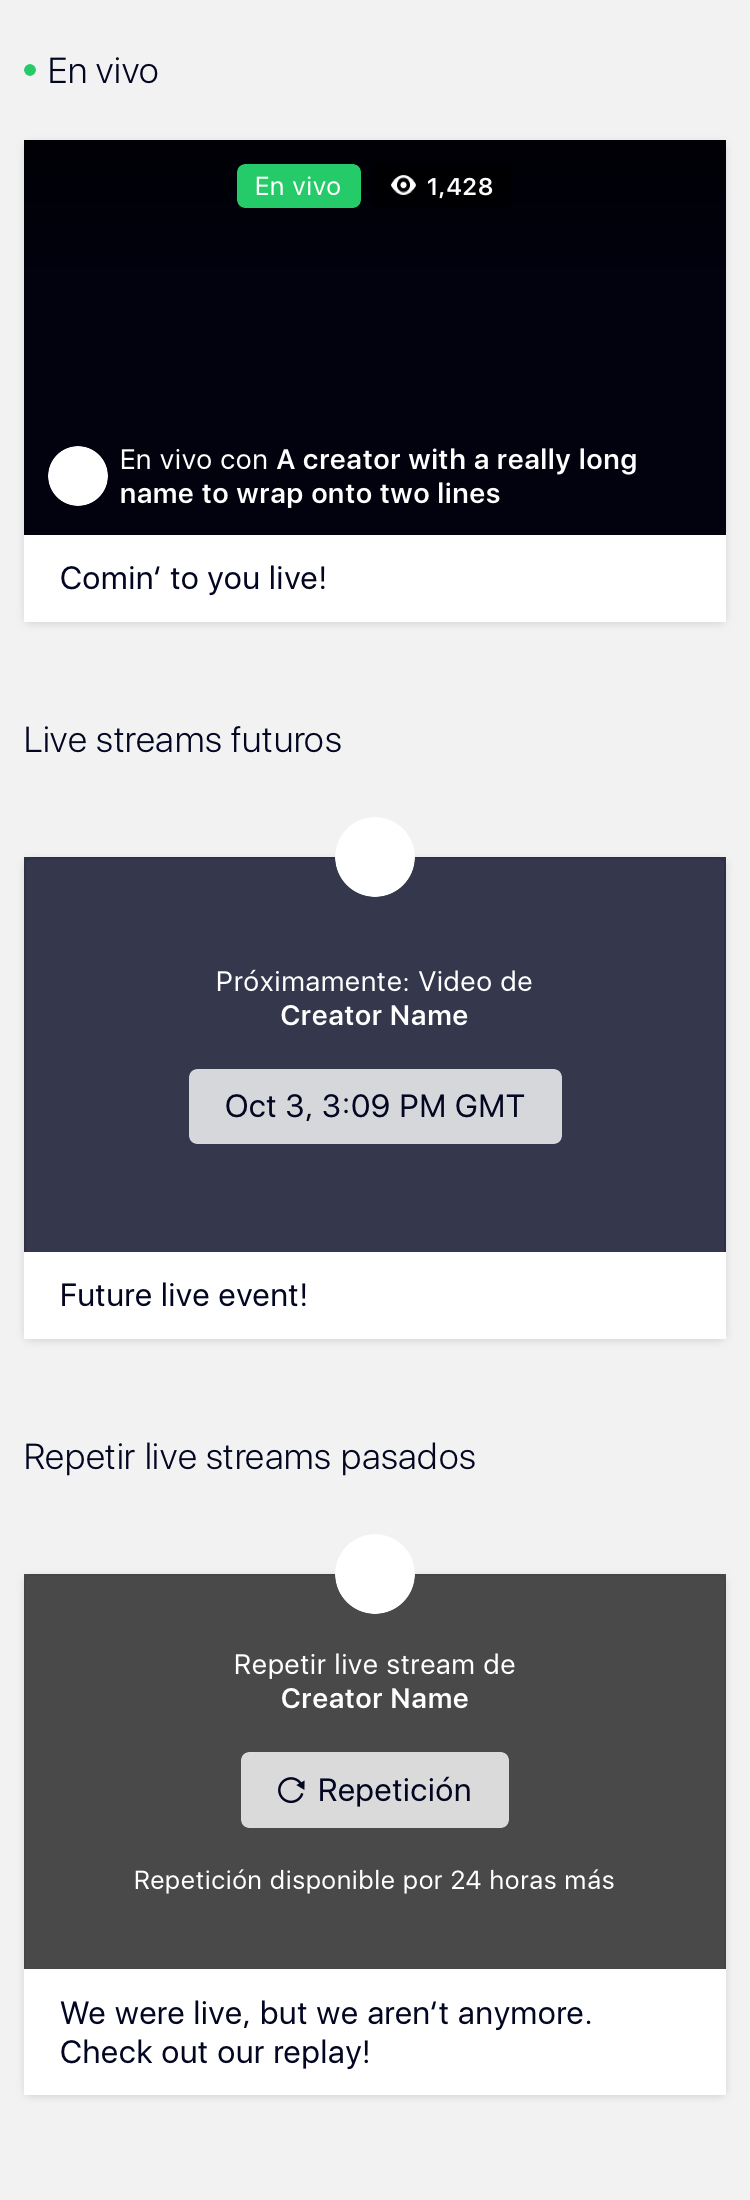 En vivo
En vivo 1,428
En vivo con A creator with a really long
name to wrap onto two lines
Comin‘ to you live!
Live streams futuros
Próximamente: Video de
Creator Name
Oct 3, 3:09 PM GMT
Future live event!
Repetir live streams pasados
Repetir live stream de
Creator Name
Repetición
Repetición disponible por 24 horas más
We were live, but we aren‘t anymore.
Check out our replay!